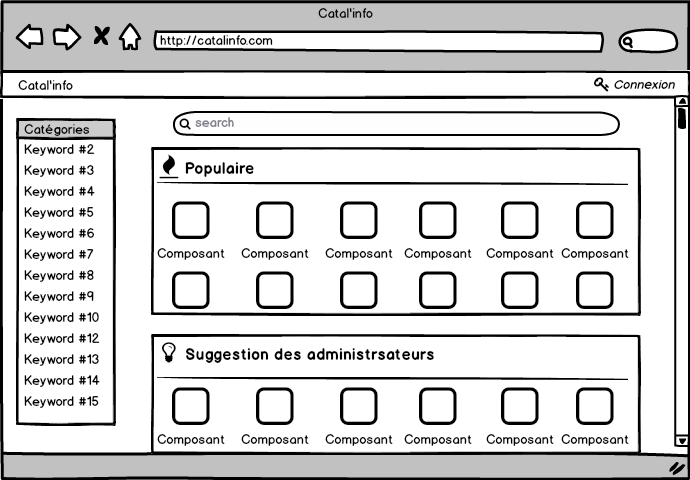 Catal'info
http://catalinfo.com
Catal'info
Connexion
search
Catégories
Keyword #2
Keyword #3
Keyword #4
Keyword #5
Keyword #6
Keyword #7
Keyword #8
Keyword #9
Keyword #10
Keyword #12
Keyword #13
Keyword #14
Keyword #15
Populaire
Composant Composant Composant Composant Composant Composant
Suggestion des administrsateurs
Composant Composant Composant Composant Composant Composant